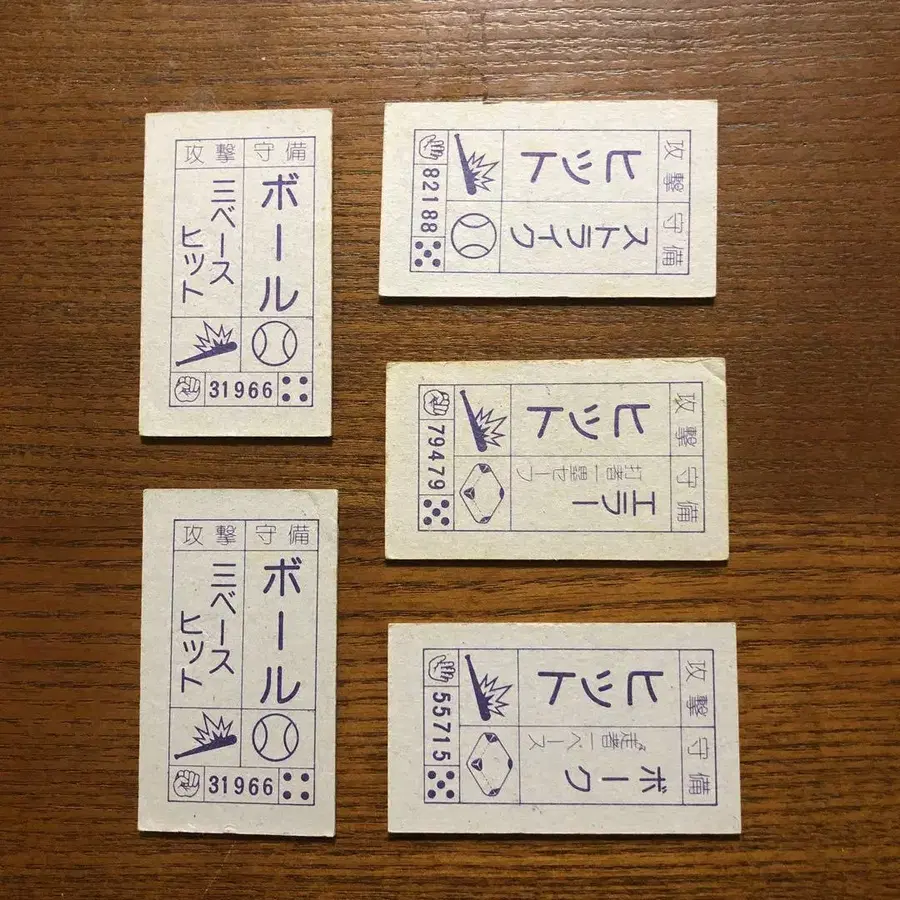 攻撃 守備
ボール
三ベース
ヒット
31966
攻撃 守備
ボール
三ベース
ヒット
31966
攻撃 守備
ヒット
ストライク
82188
攻撃 守備
ヒット
エラー
打者一塁セーフ
79479
攻撃 守備
ヒット
ボーク
走者一ベース
55715